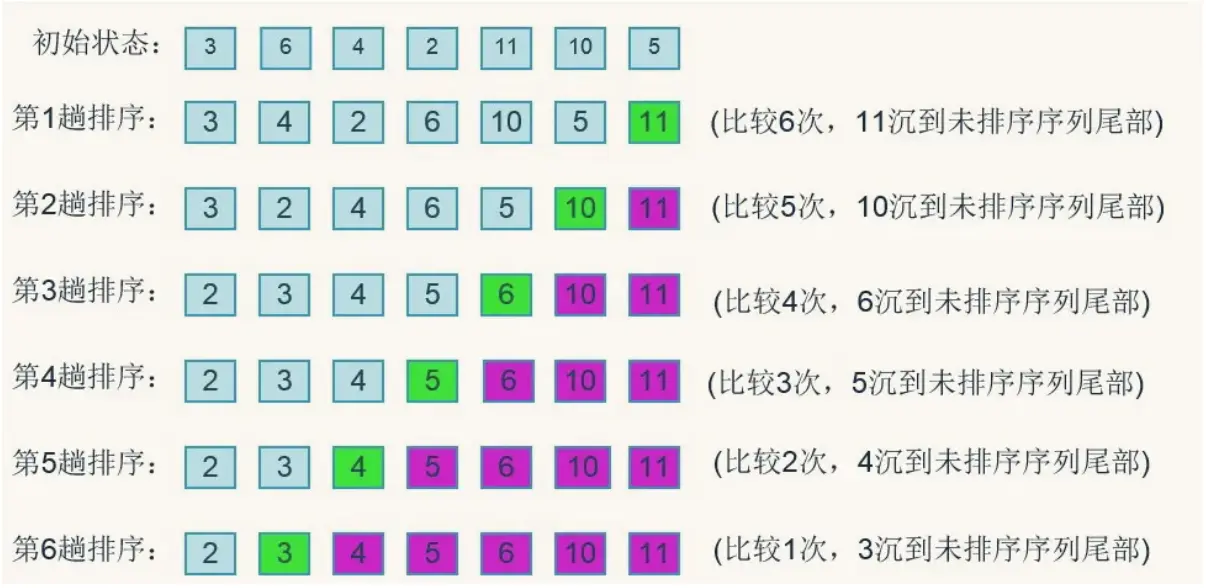 初始状态： 3 6 4 2 11 10 5
第1趟排序： 3 4 2 6 10 5 11 (比较6次，11沉到未排序序列尾部)
第2趟排序： 3 2 4 6 5 10 11 (比较5次，10沉到未排序序列尾部)
第3趟排序： 2 3 4 5 6 10 11 (比较4次，6沉到未排序序列尾部)
第4趟排序： 2 3 4 5 6 10 11 (比较3次，5沉到未排序序列尾部)
第5趟排序： 2 3 4 5 6 10 11 (比较2次，4沉到未排序序列尾部)
第6趟排序： 2 3 4 5 6 10 11 (比较1次，3沉到未排序序列尾部)